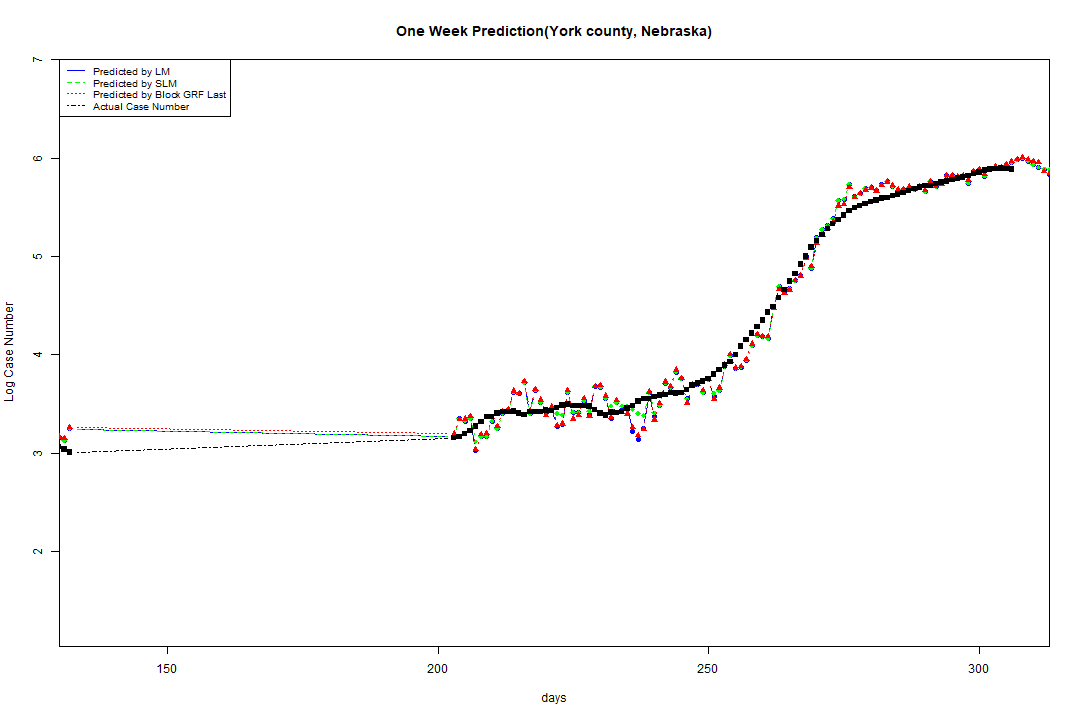 One Week Prediction(York county, Nebraska)
Predicted by LM
Predicted by SLM
Predicted by Block GRF Last
Actual Case Number
7
6
5
4
3
2
Log Case Number
150
200
250
300
days